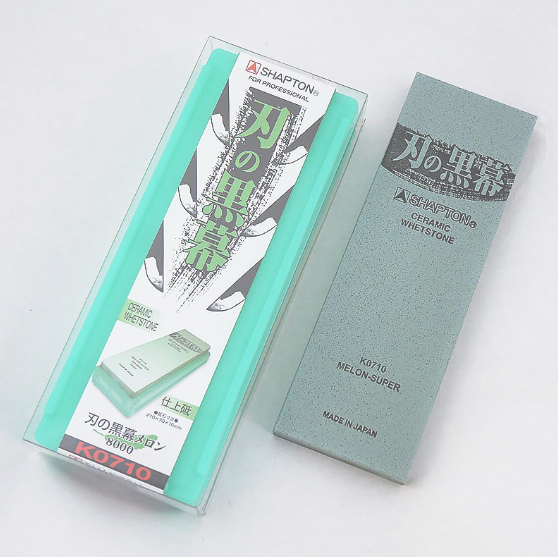 SHAPTON®
FOR PROFESSIONAL
刃の黒幕
CERAMIC
WHETSTONE
仕上砥
刃の黒幕メロン
8000
K0710
刃の黒幕
SHAPTON®
CERAMIC
WHETSTONE
K0710
MELON-SUPER
MADE IN JAPAN